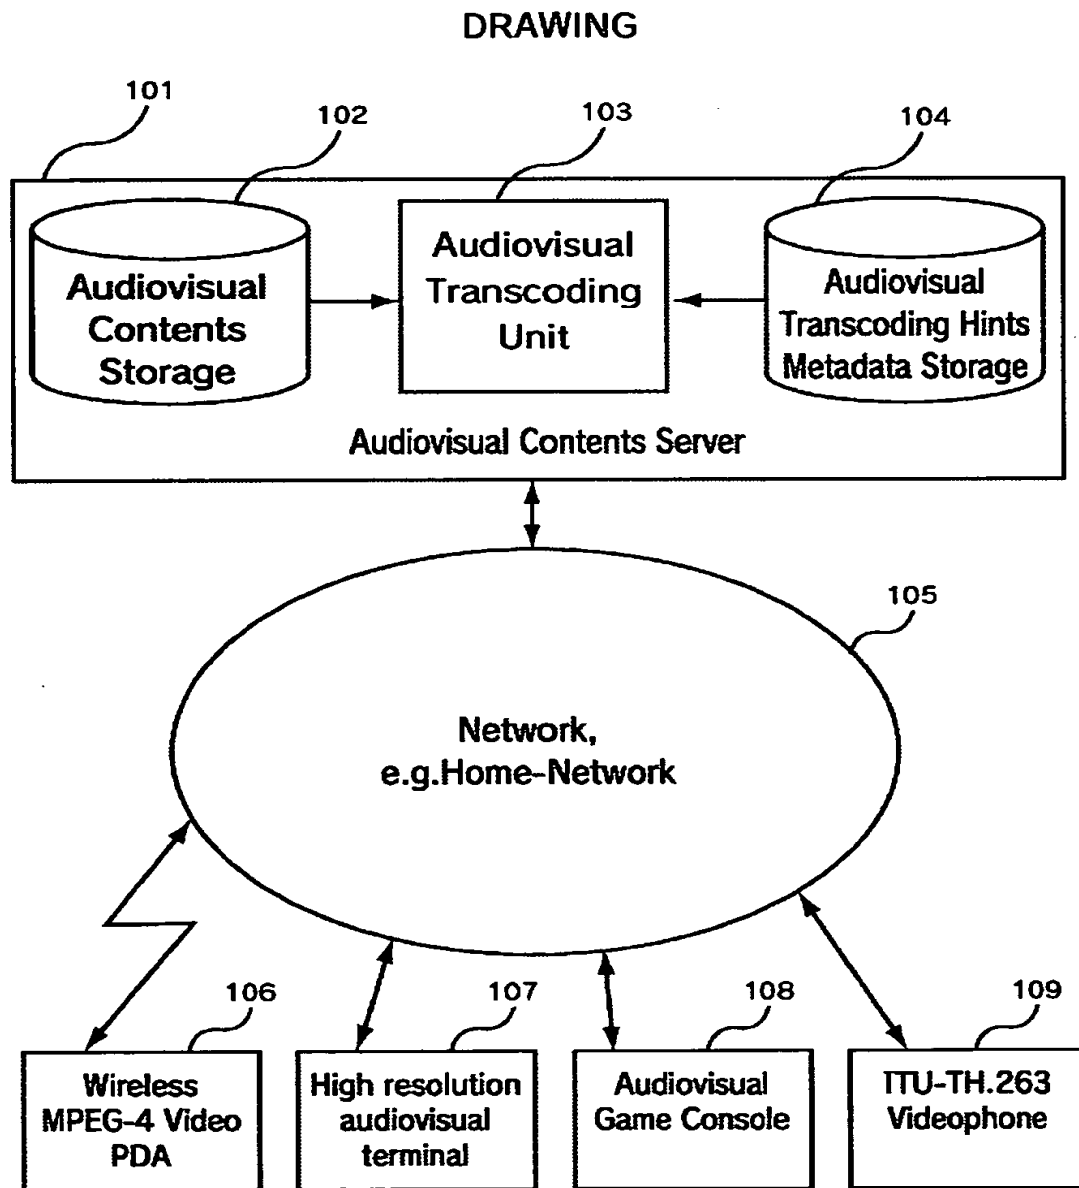 DRAWING
101
102
103
104
Audiovisual
Contents
Storage
Audiovisual
Transcoding
Unit
Audiovisual
Transcoding Hints
Metadata Storage
Audiovisual Contents Server
105
Network,
e.g.Home-Network
106
107
108
109
Wireless
MPEG-4 Video
PDA
High resolution
audiovisual
terminal
Audiovisual
Game Console
ITU-TH.263
Videophone